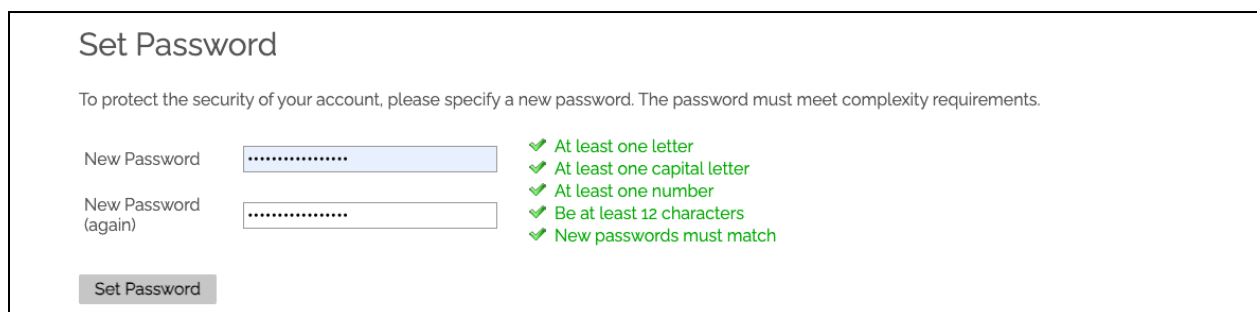 Set Password
To protect the security of your account, please specify a new password. The password must meet complexity requirements.
New Password
•••••••••••••••••
At least one letter
At least one capital letter
At least one number
Be at least 12 characters
New passwords must match
New Password
(again)
•••••••••••••••••
Set Password